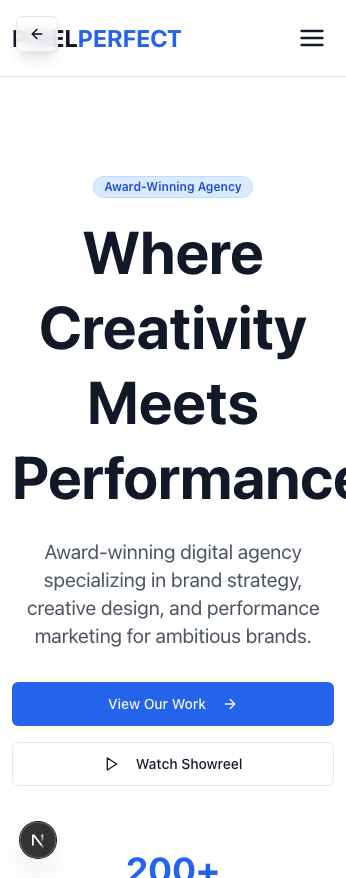 ELPERFECT
Award-Winning Agency
Where
Creativity
Meets
Performance
Award-winning digital agency
specializing in brand strategy,
creative design, and performance
marketing for ambitious brands.
View Our Work
Watch Showreel
N
200+